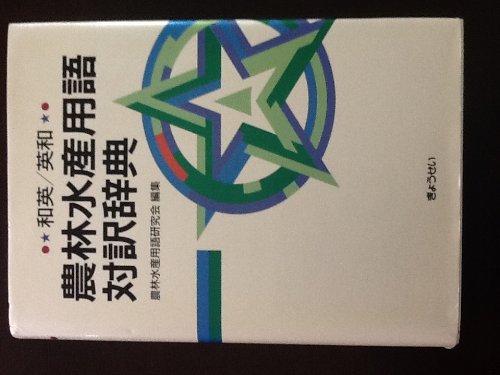 ●★ 和英／英和 ★●
農林水産用語
対訳辞典
農林水産用語研究会 編集
ぎょうせい